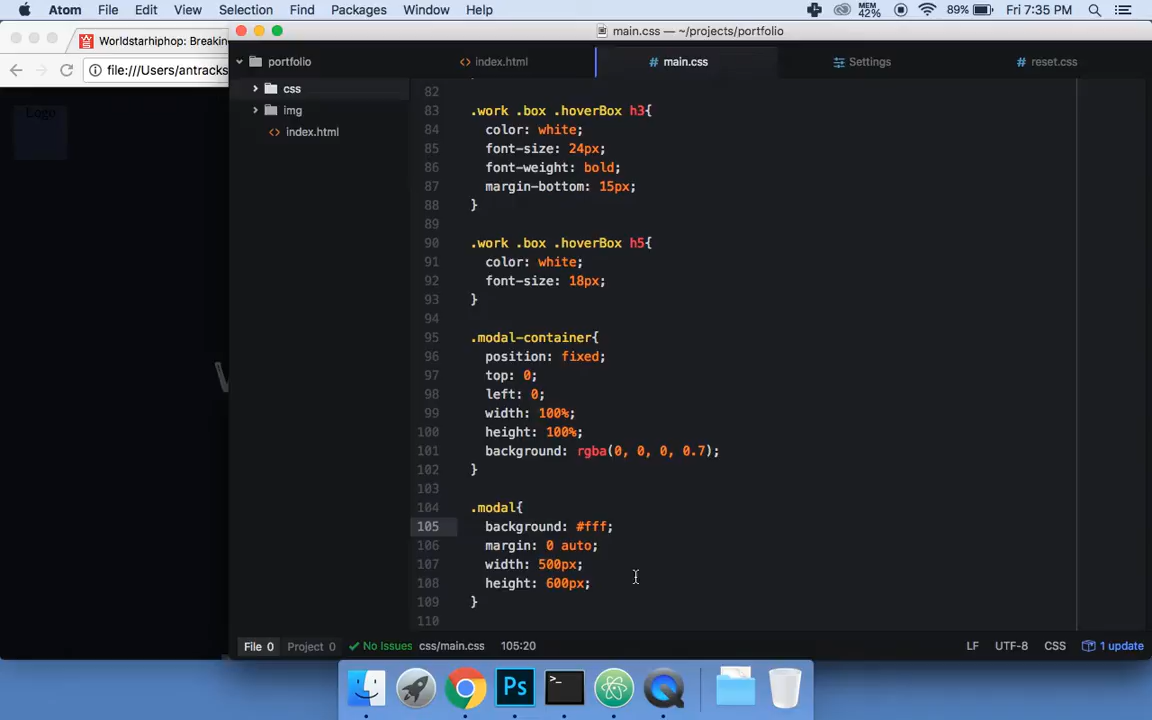 Atom File Edit View Selection Find Packages Window Help MEM 42% 89% Fri 7:35 PM
Worldstarhiphop: Breakin
file:///Users/antracks
Logo
W
main.css — ~/projects/portfolio
portfolio
css
img
index.html
<> index.html
# main.css
Settings
# reset.css
82
83 .work .box .hoverBox h3{
84 color: white;
85 font-size: 24px;
86 font-weight: bold;
87 margin-bottom: 15px;
88 }
89
90 .work .box .hoverBox h5{
91 color: white;
92 font-size: 18px;
93 }
94
95 .modal-container{
96 position: fixed;
97 top: 0;
98 left: 0;
99 width: 100%;
100 height: 100%;
101 background: rgba(0, 0, 0, 0.7);
102 }
103
104 .modal{
105 background: #fff;
106 margin: 0 auto;
107 width: 500px;
108 height: 600px;
109 }
110
File 0 Project 0 No Issues css/main.css 105:20 LF UTF-8 CSS 1 update
Ps
>_